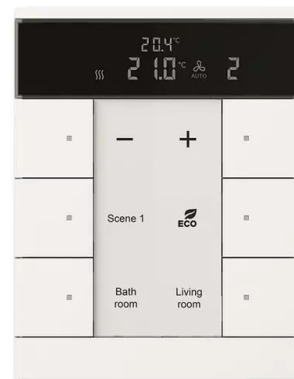 20.4°C
21.0°C AUTO 2
− +
Scene 1 ECO
Bath room
Living room